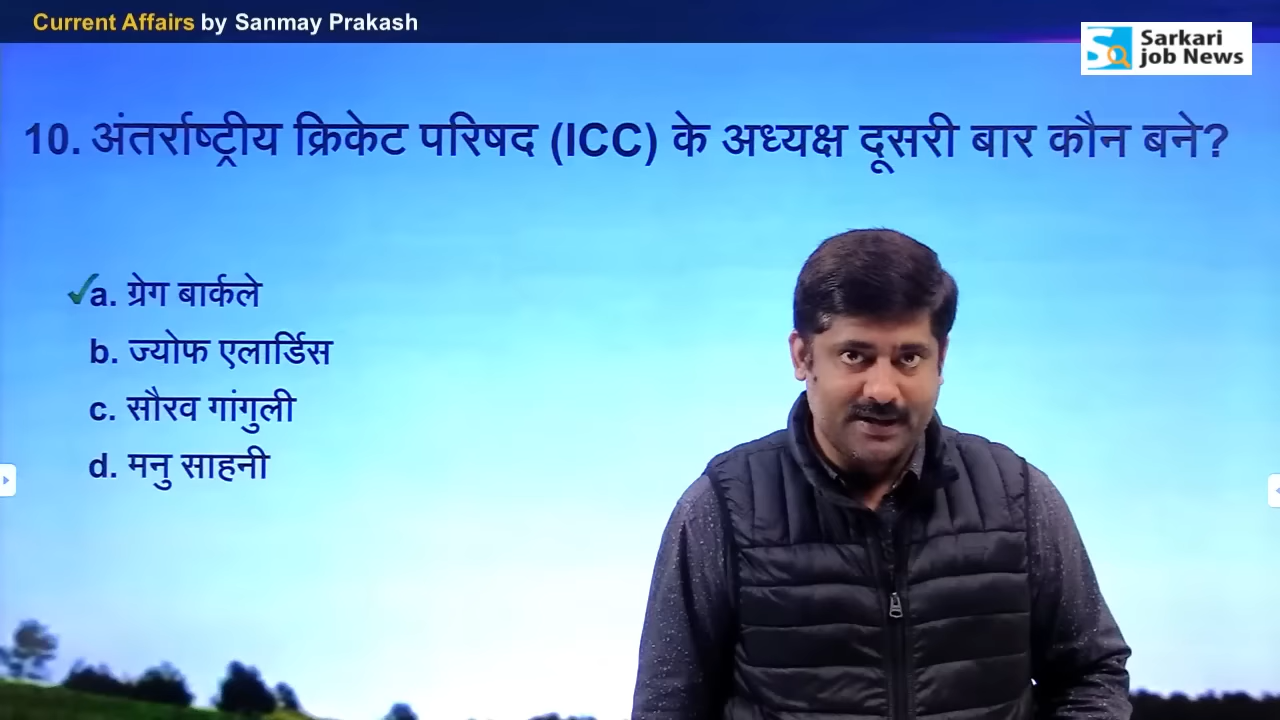 Current Affairs by Sanmay Prakash
Sarkari
Job News
10. अंतर्राष्ट्रीय क्रिकेट परिषद (ICC) के अध्यक्ष दूसरी बार कौन बने?
a. ग्रेग बार्कले
b. ज्योफ एलार्डिस
c. सौरव गांगुली
d. मनु साहनी